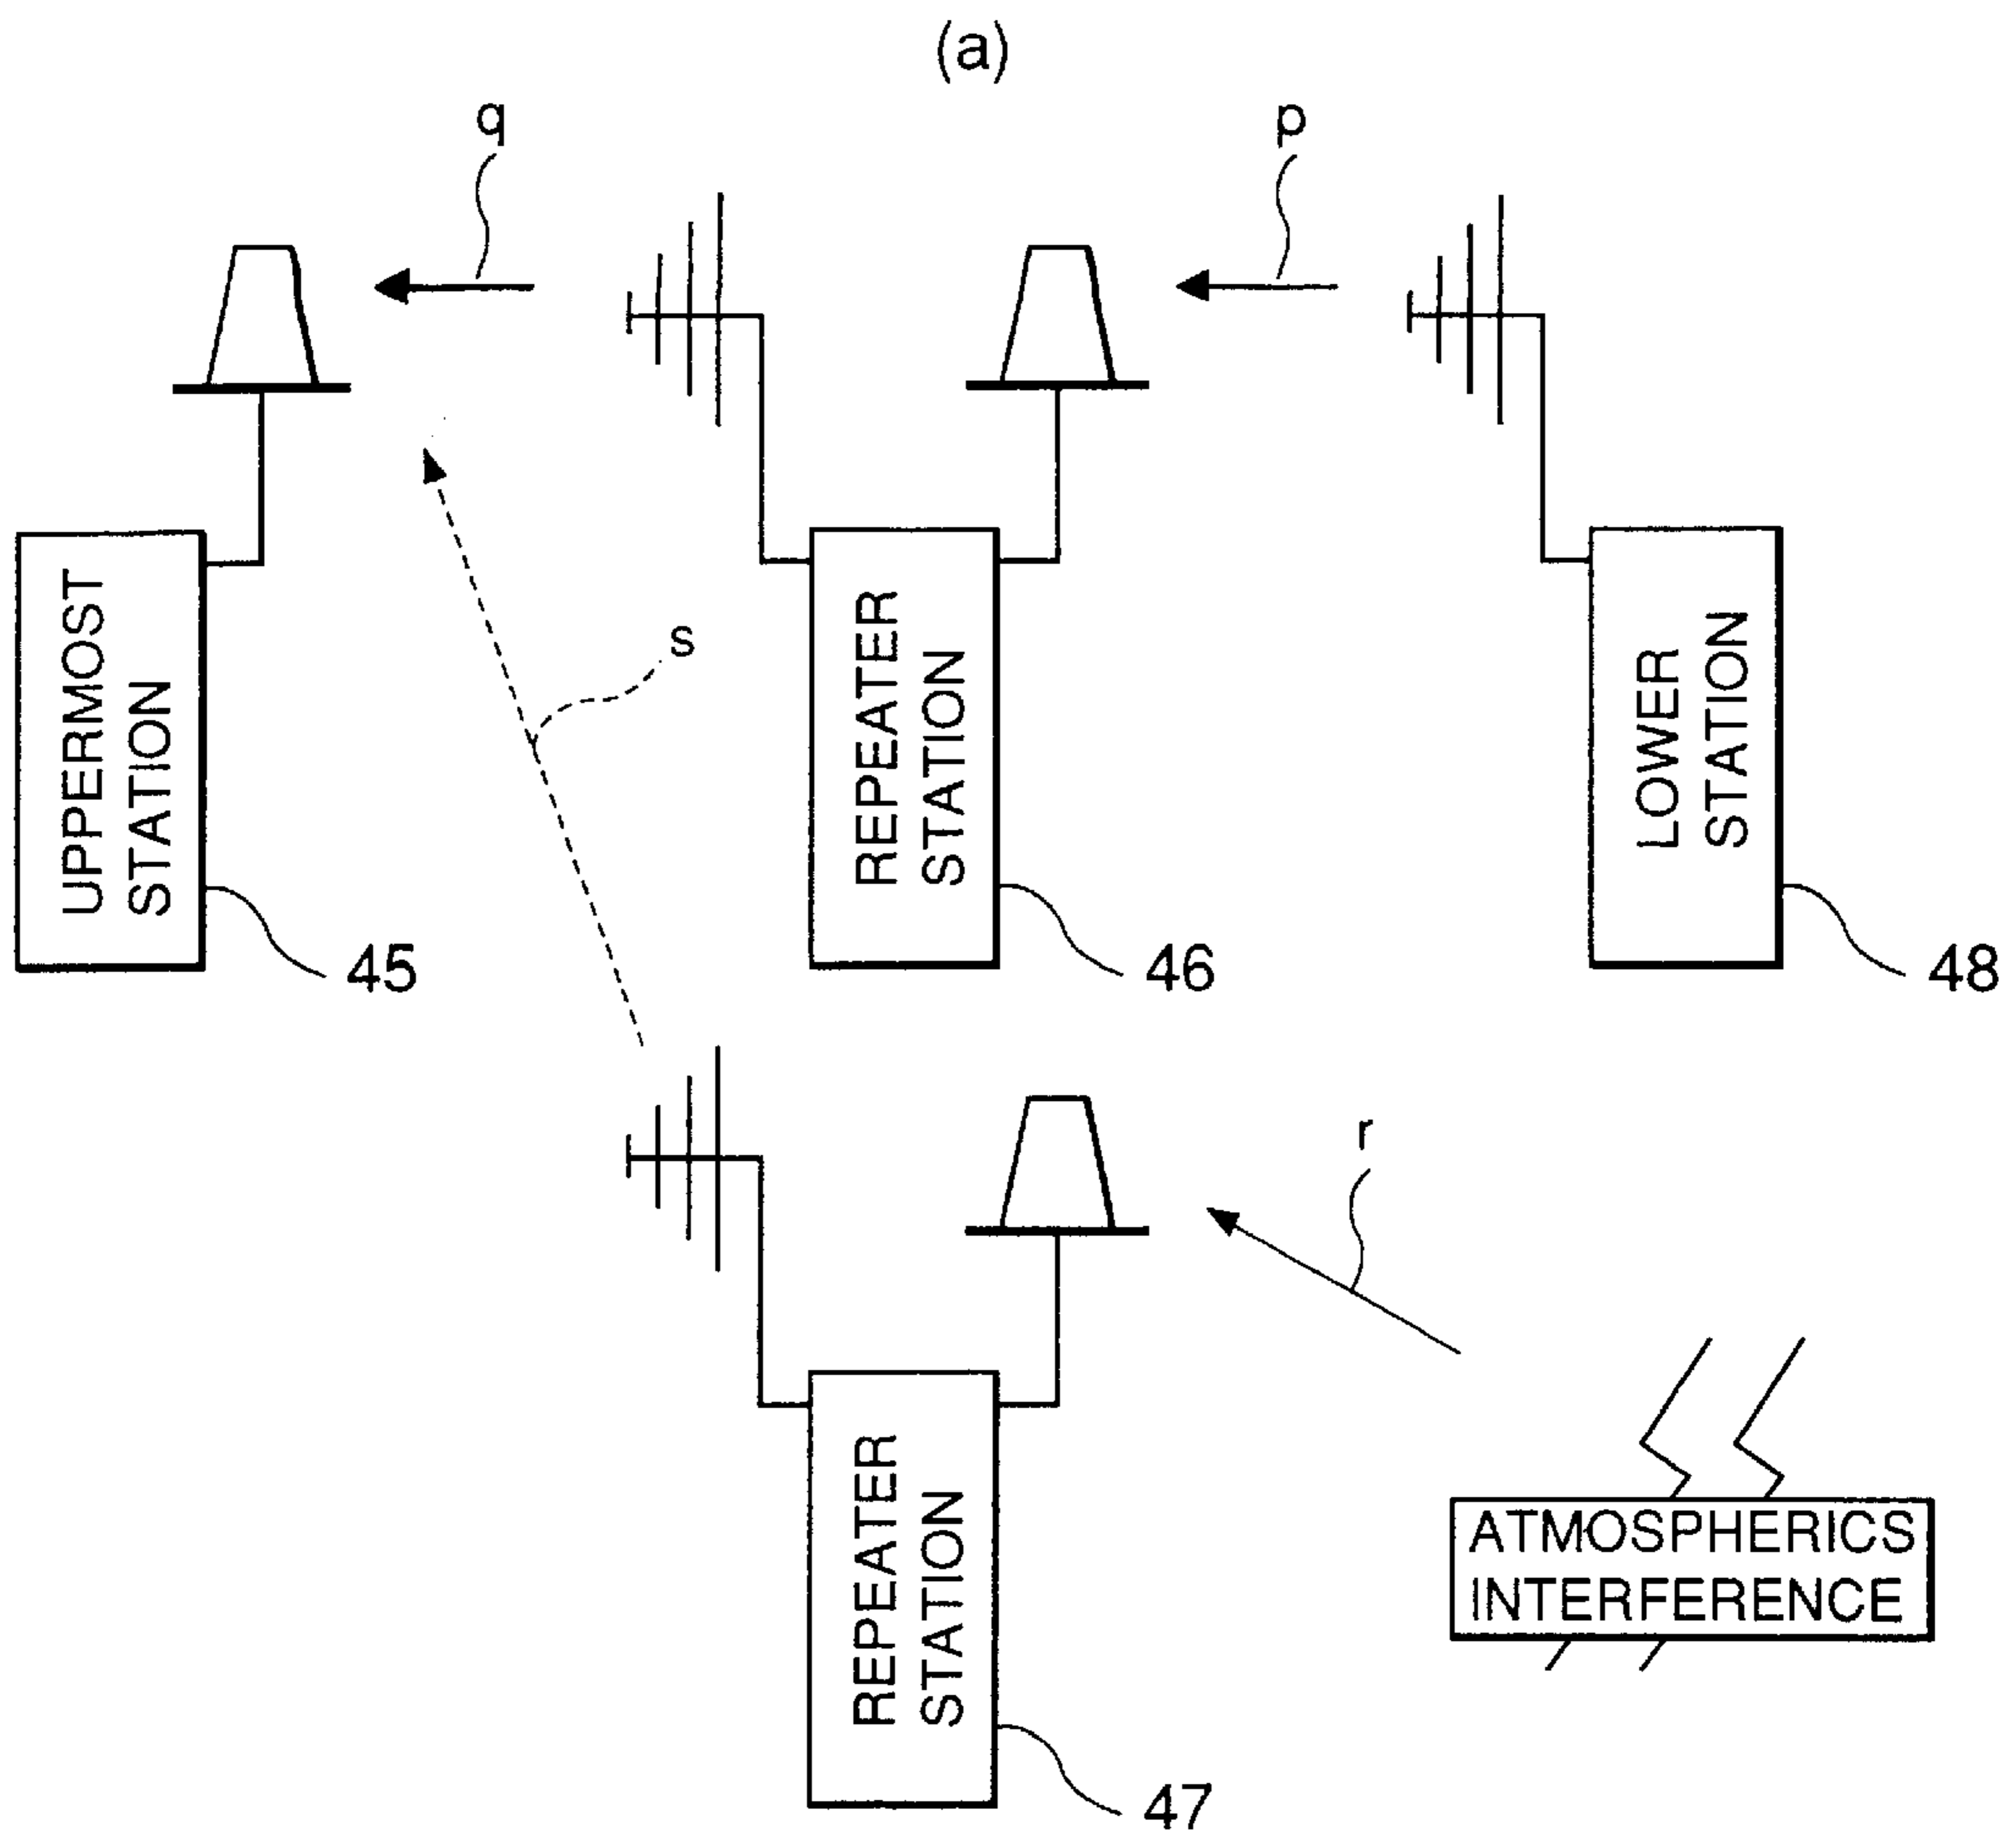 (a)
q
p
s
UPPERMOST
STATION
45
REPEATER
STATION
46
LOWER
STATION
48
r
REPEATER
STATION
47
ATMOSPHERICS
INTERFERENCE